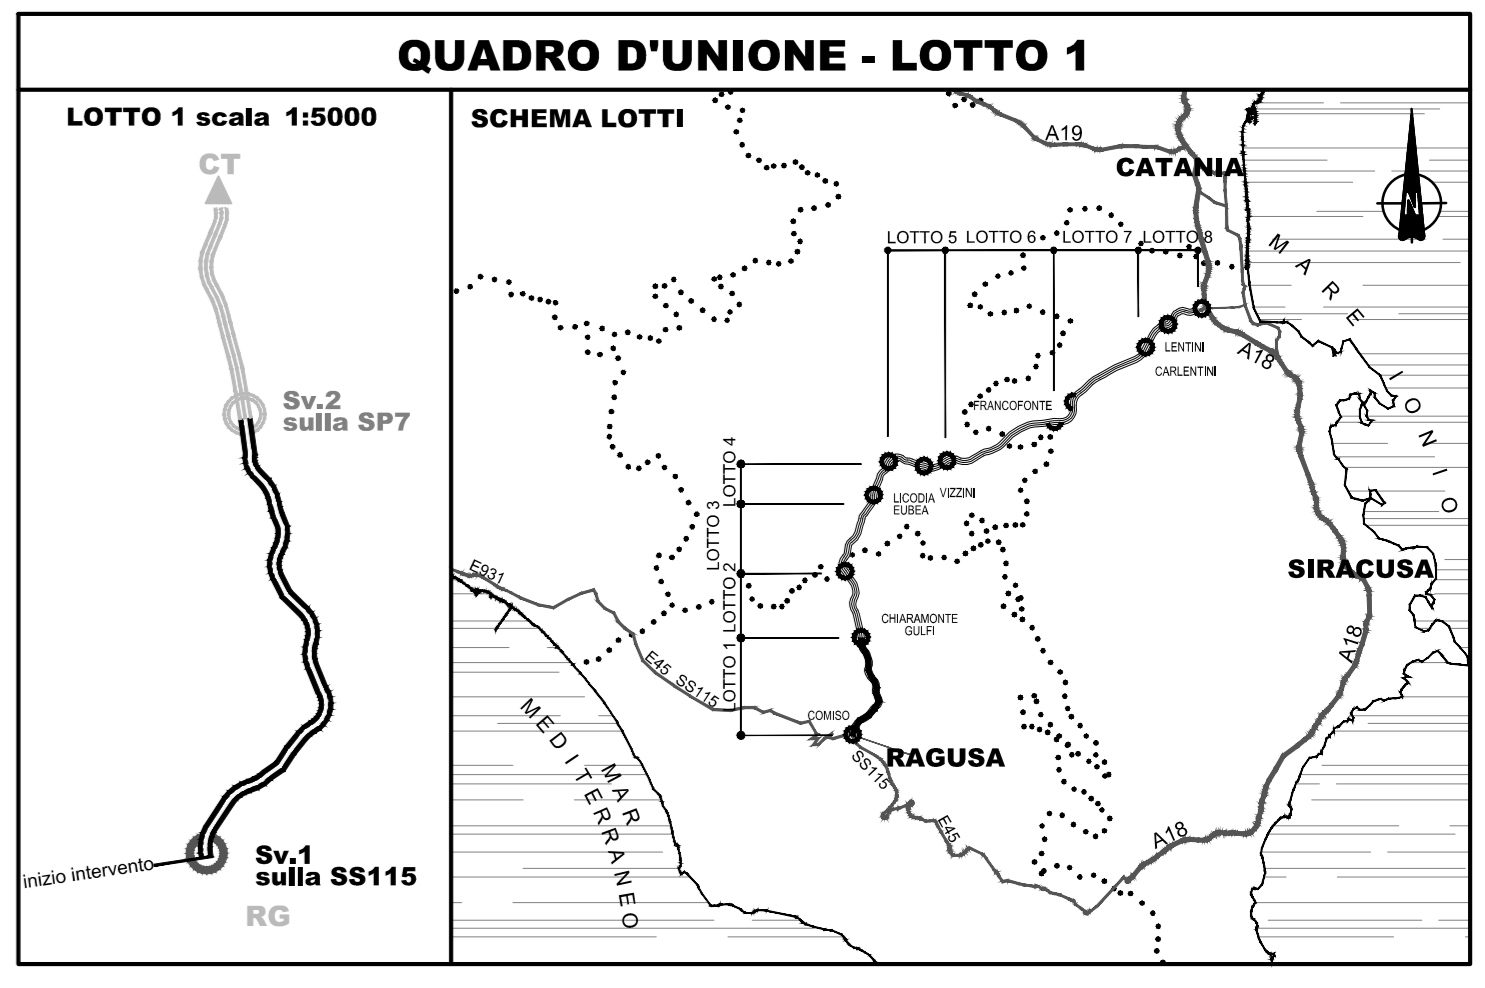 QUADRO D'UNIONE - LOTTO 1
LOTTO 1 scala 1:5000
CT
Sv.2
sulla SP7
Sv.1
sulla SS115
inizio intervento
RG
SCHEMA LOTTI
A19
CATANIA
N
LOTTO 5
LOTTO 6
LOTTO 7
LOTTO 8
MARE IONIO
LENTINI
CARLENTINI
A18
FRANCOFONTE
LOTTO 4
LOTTO 3
LOTTO 2
LOTTO 1
LICODIA
EUBEA
VIZZINI
SIRACUSA
E931
CHIARAMONTE
GULFI
A18
E45
SS115
COMISO
RAGUSA
SS115
E45
A18
MAR
MEDITERRANEO